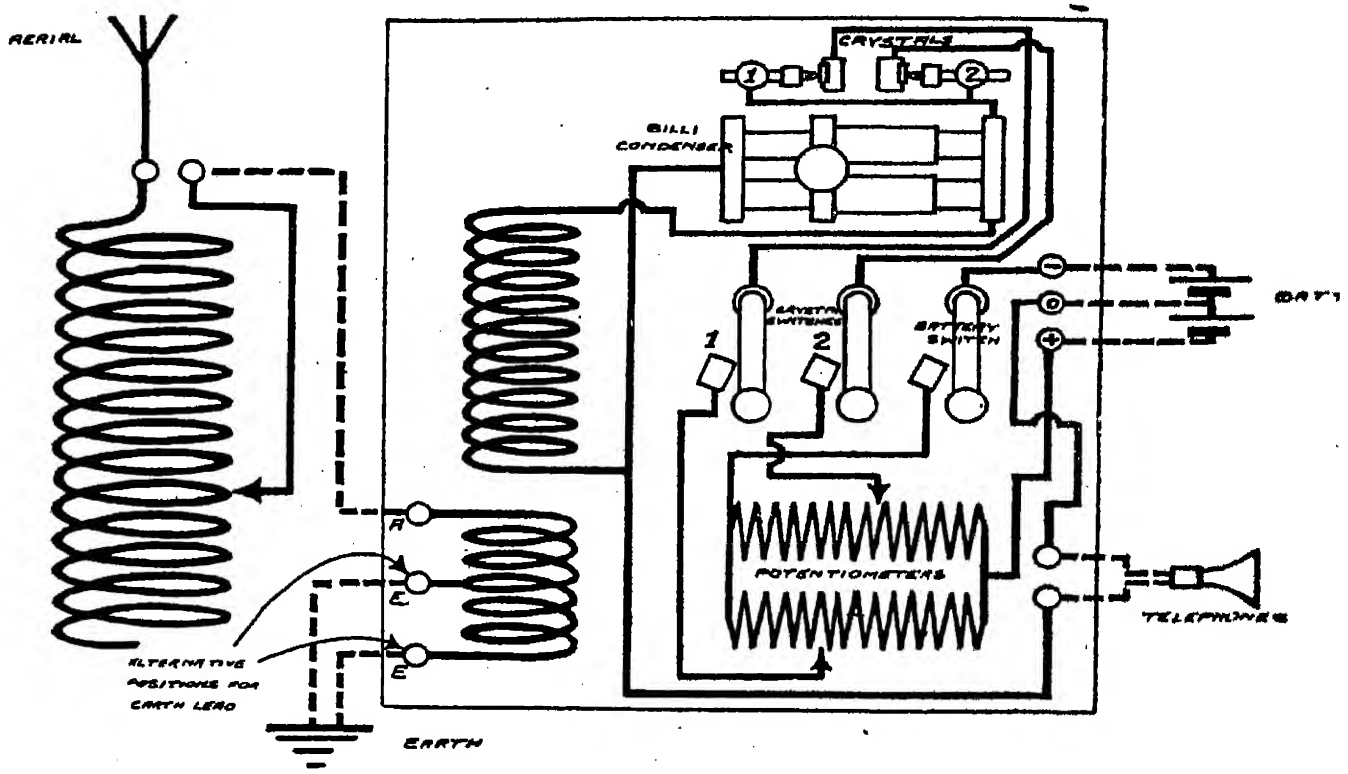 AERIAL
CRYSTALS
1
2
BILLI
CONDENSER
CRYSTAL
SWITCHES
1
2
BATTERY
SWITCH
-
O
+
BATTY
A
E
E
POTENTIOMETERS
TELEPHONES
ALTERNATIVE
POSITIONS FOR
EARTH LEAD
EARTH